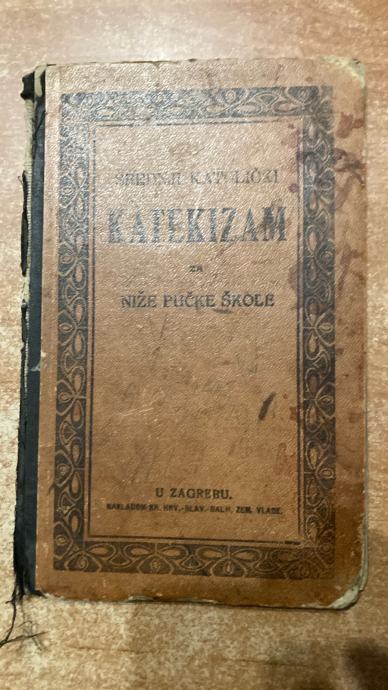 SREDNJI KATOLIČKI
KATEKIZAM
ZA
NIŽE PUČKE ŠKOLE
U ZAGREBU.
NAKLADOM KR. HRV.-SLAV.-DALM. ZEM. VLADE.